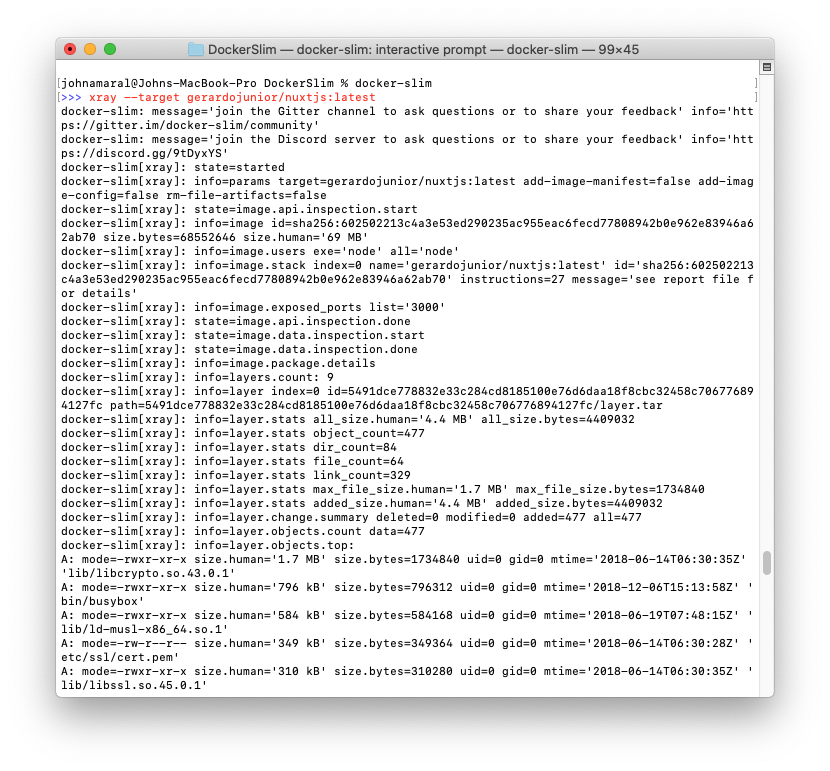 DockerSlim — docker-slim: interactive prompt — docker-slim — 99×45
[johnamaral@Johns-MacBook-Pro DockerSlim % docker-slim ]
[>>> xray --target gerardojunior/nuxtjs:latest ]
docker-slim: message='join the Gitter channel to ask questions or to share your feedback' info='htt
ps://gitter.im/docker-slim/community'
docker-slim: message='join the Discord server to ask questions or to share your feedback' info='htt
ps://discord.gg/9tDyxYS'
docker-slim[xray]: state=started
docker-slim[xray]: info=params target=gerardojunior/nuxtjs:latest add-image-manifest=false add-imag
e-config=false rm-file-artifacts=false
docker-slim[xray]: state=image.api.inspection.start
docker-slim[xray]: info=image id=sha256:602502213c4a3e53ed290235ac955eac6fecd77808942b0e962e83946a6
2ab70 size.bytes=68552646 size.human='69 MB'
docker-slim[xray]: info=image.users exe='node' all='node'
docker-slim[xray]: info=image.stack index=0 name='gerardojunior/nuxtjs:latest' id='sha256:602502213
c4a3e53ed290235ac955eac6fecd77808942b0e962e83946a62ab70' instructions=27 message='see report file f
or details'
docker-slim[xray]: info=image.exposed_ports list='3000'
docker-slim[xray]: state=image.api.inspection.done
docker-slim[xray]: state=image.data.inspection.start
docker-slim[xray]: state=image.data.inspection.done
docker-slim[xray]: info=image.package.details
docker-slim[xray]: info=layers.count: 9
docker-slim[xray]: info=layer index=0 id=5491dce778832e33c284cd8185100e76d6daa18f8cbc32458c70677689
4127fc path=5491dce778832e33c284cd8185100e76d6daa18f8cbc32458c706776894127fc/layer.tar
docker-slim[xray]: info=layer.stats all_size.human='4.4 MB' all_size.bytes=4409032
docker-slim[xray]: info=layer.stats object_count=477
docker-slim[xray]: info=layer.stats dir_count=84
docker-slim[xray]: info=layer.stats file_count=64
docker-slim[xray]: info=layer.stats link_count=329
docker-slim[xray]: info=layer.stats max_file_size.human='1.7 MB' max_file_size.bytes=1734840
docker-slim[xray]: info=layer.stats added_size.human='4.4 MB' added_size.bytes=4409032
docker-slim[xray]: info=layer.change.summary deleted=0 modified=0 added=477 all=477
docker-slim[xray]: info=layer.objects.count data=477
docker-slim[xray]: info=layer.objects.top:
A: mode=-rwxr-xr-x size.human='1.7 MB' size.bytes=1734840 uid=0 gid=0 mtime='2018-06-14T06:30:35Z' 
'lib/libcrypto.so.43.0.1'
A: mode=-rwxr-xr-x size.human='796 kB' size.bytes=796312 uid=0 gid=0 mtime='2018-12-06T15:13:58Z' '
bin/busybox'
A: mode=-rwxr-xr-x size.human='584 kB' size.bytes=584168 uid=0 gid=0 mtime='2018-06-19T07:48:15Z' '
lib/ld-musl-x86_64.so.1'
A: mode=-rw-r--r-- size.human='349 kB' size.bytes=349364 uid=0 gid=0 mtime='2018-06-14T06:30:28Z' '
etc/ssl/cert.pem'
A: mode=-rwxr-xr-x size.human='310 kB' size.bytes=310280 uid=0 gid=0 mtime='2018-06-14T06:30:35Z' '
lib/libssl.so.45.0.1'